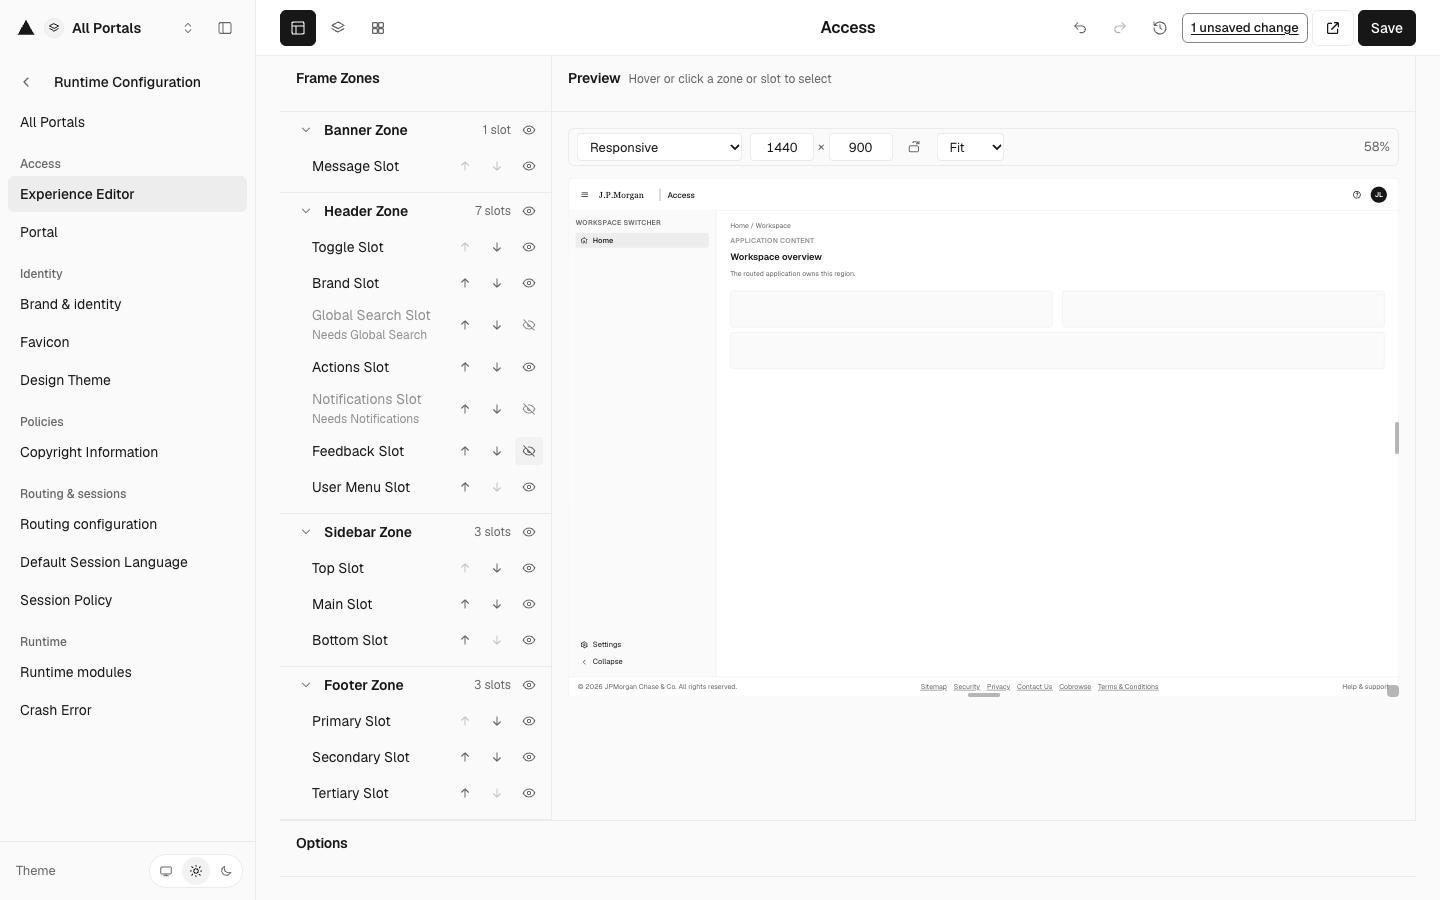 All Portals
Access
1 unsaved change
Save
Runtime Configuration
All Portals
Access
Experience Editor
Portal
Identity
Brand & identity
Favicon
Design Theme
Policies
Copyright Information
Routing & sessions
Routing configuration
Default Session Language
Session Policy
Runtime
Runtime modules
Crash Error
Theme
Frame Zones
Banner Zone 1 slot
Message Slot
Header Zone 7 slots
Toggle Slot
Brand Slot
Global Search Slot
Needs Global Search
Actions Slot
Notifications Slot
Needs Notifications
Feedback Slot
User Menu Slot
Sidebar Zone 3 slots
Top Slot
Main Slot
Bottom Slot
Footer Zone 3 slots
Primary Slot
Secondary Slot
Tertiary Slot
Preview Hover or click a zone or slot to select
Responsive 1440 × 900 Fit 58%
J.P.Morgan Access JL
WORKSPACE SWITCHER
Home
Home / Workspace
APPLICATION CONTENT
Workspace overview
The routed application owns this region.
Settings
Collapse
© 2026 JPMorgan Chase & Co. All rights reserved. Sitemap Security Privacy Contact Us Cobrowse Terms & Conditions Help & support
Options